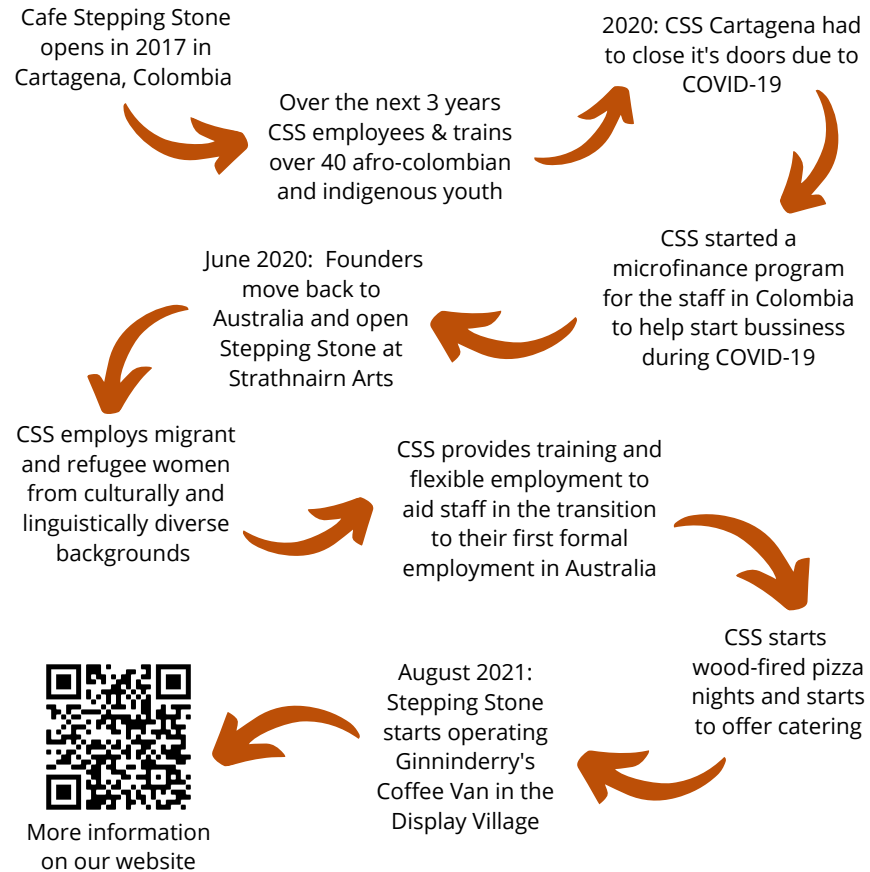 Cafe Stepping Stone
opens in 2017 in
Cartagena, Colombia
Over the next 3 years
CSS employees & trains
over 40 afro-colombian
and indigenous youth
2020: CSS Cartagena had
to close it's doors due to
COVID-19
CSS started a
microfinance program
for the staff in Colombia
to help start bussiness
during COVID-19
June 2020:  Founders
move back to
Australia and open
Stepping Stone at
Strathnairn Arts
CSS employs migrant
and refugee women
from culturally and
linguistically diverse
backgrounds
CSS provides training and
flexible employment to
aid staff in the transition
to their first formal
employment in Australia
CSS starts
wood-fired pizza
nights and starts
to offer catering
August 2021:
Stepping Stone
starts operating
Ginninderry's
Coffee Van in the
Display Village
More information
on our website